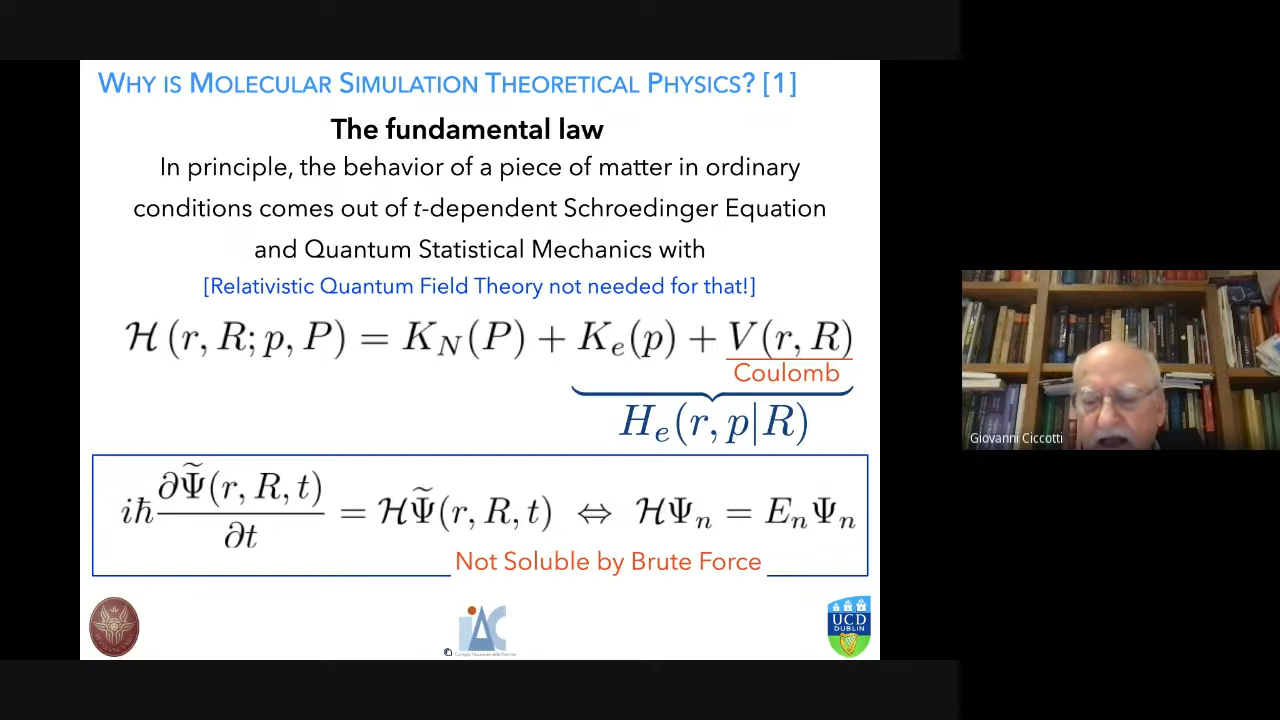 WHY IS MOLECULAR SIMULATION THEORETICAL PHYSICS? [1]
The fundamental law
In principle, the behavior of a piece of matter in ordinary
conditions comes out of t-dependent Schroedinger Equation
and Quantum Statistical Mechanics with
[Relativistic Quantum Field Theory not needed for that!]
ℋ(r, R; p, P) = K_N(P) + K_e(p) + V(r, R)
Coulomb
H_e(r, p|R)
iħ ∂Ψ̃(r, R, t)/∂t = ℋΨ̃(r, R, t) ⇔ ℋΨ_n = E_nΨ_n
Not Soluble by Brute Force
iAC
UCD
DUBLIN
Giovanni Ciccotti